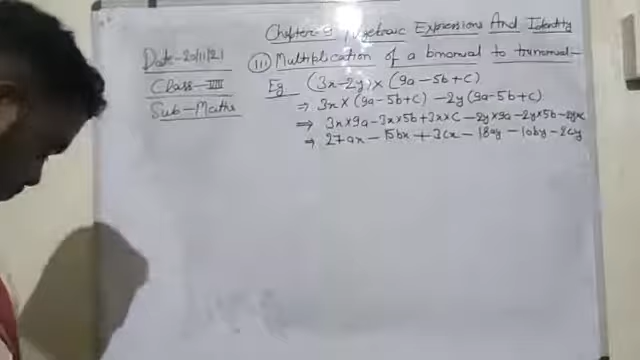 Chapter-9 Algebraic Expressions And Identity
Date-20/11/21
(III) Multiplication of a binomial to trinomial-
Class-VIII
Eg (3x-2y)×(9a-5b+c)
Sub-Maths
⇒ 3x×(9a-5b+c) -2y(9a-5b+c)
⇒ 3x×9a-3x×5b+3x×c-2y×9a-2y×5b-2y×c
⇒ 27ax-15bx+3cx-18ay-10by-2cy